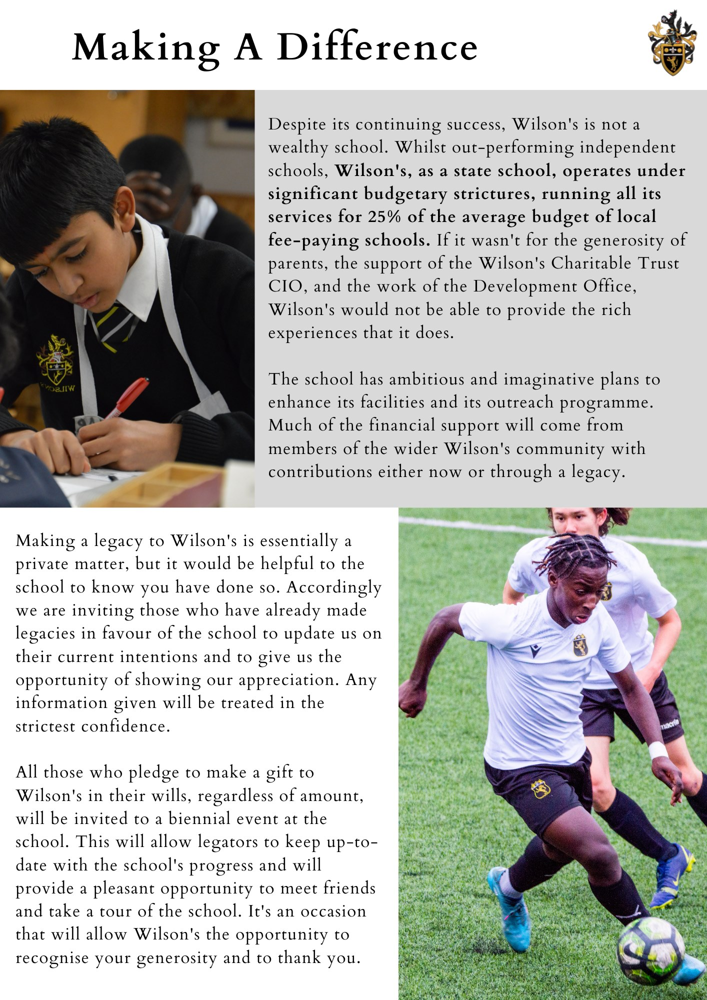 Making A Difference
Despite its continuing success, Wilson's is not a
wealthy school. Whilst out-performing independent
schools, Wilson's, as a state school, operates under
significant budgetary strictures, running all its
services for 25% of the average budget of local
fee-paying schools. If it wasn't for the generosity of
parents, the support of the Wilson's Charitable Trust
CIO, and the work of the Development Office,
Wilson's would not be able to provide the rich
experiences that it does.
The school has ambitious and imaginative plans to
enhance its facilities and its outreach programme.
Much of the financial support will come from
members of the wider Wilson's community with
contributions either now or through a legacy.
WILSON'S
Making a legacy to Wilson's is essentially a
private matter, but it would be helpful to the
school to know you have done so. Accordingly
we are inviting those who have already made
legacies in favour of the school to update us on
their current intentions and to give us the
opportunity of showing our appreciation. Any
information given will be treated in the
strictest confidence.
All those who pledge to make a gift to
Wilson's in their wills, regardless of amount,
will be invited to a biennial event at the
school. This will allow legators to keep up-to-
date with the school's progress and will
provide a pleasant opportunity to meet friends
and take a tour of the school. It's an occasion
that will allow Wilson's the opportunity to
recognise your generosity and to thank you.
macron